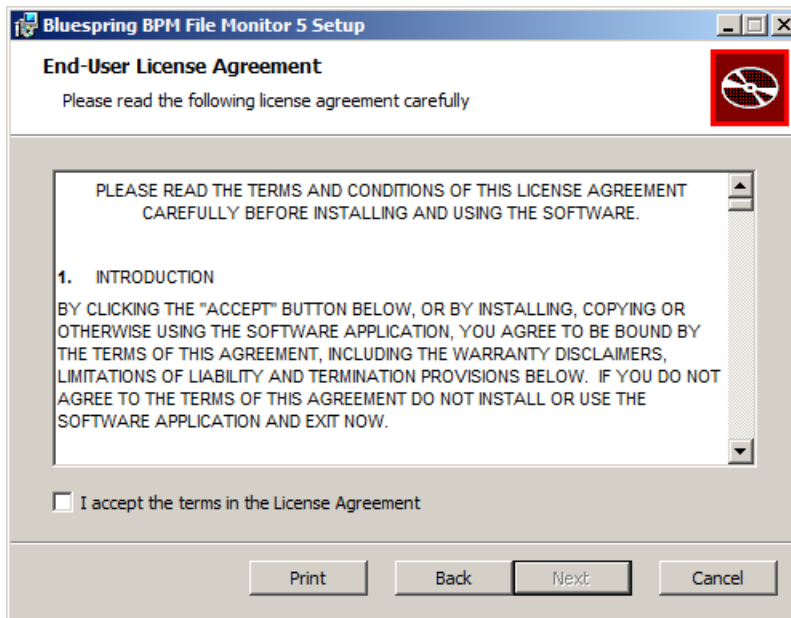 Bluespring BPM File Monitor 5 Setup
End-User License Agreement
Please read the following license agreement carefully
PLEASE READ THE TERMS AND CONDITIONS OF THIS LICENSE AGREEMENT
CAREFULLY BEFORE INSTALLING AND USING THE SOFTWARE.
1. INTRODUCTION
BY CLICKING THE "ACCEPT" BUTTON BELOW, OR BY INSTALLING, COPYING OR
OTHERWISE USING THE SOFTWARE APPLICATION, YOU AGREE TO BE BOUND BY
THE TERMS OF THIS AGREEMENT, INCLUDING THE WARRANTY DISCLAIMERS,
LIMITATIONS OF LIABILITY AND TERMINATION PROVISIONS BELOW. IF YOU DO NOT
AGREE TO THE TERMS OF THIS AGREEMENT DO NOT INSTALL OR USE THE
SOFTWARE APPLICATION AND EXIT NOW.
I accept the terms in the License Agreement
Print Back Next Cancel